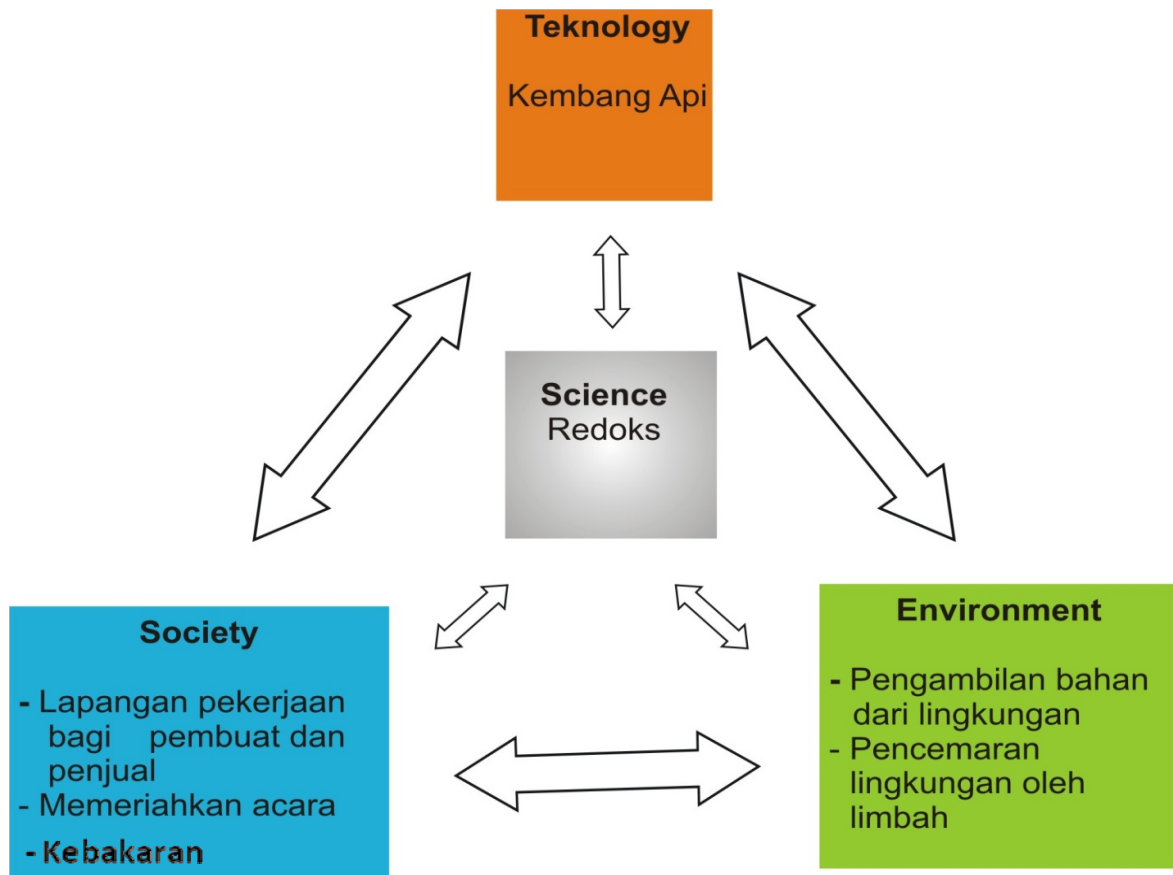 Teknology
Kembang Api
Science
Redoks
Society
- Lapangan pekerjaan
bagi pembuat dan
penjual
- Memeriahkan acara
- Kebakaran
Environment
- Pengambilan bahan
dari lingkungan
- Pencemaran
lingkungan oleh
limbah